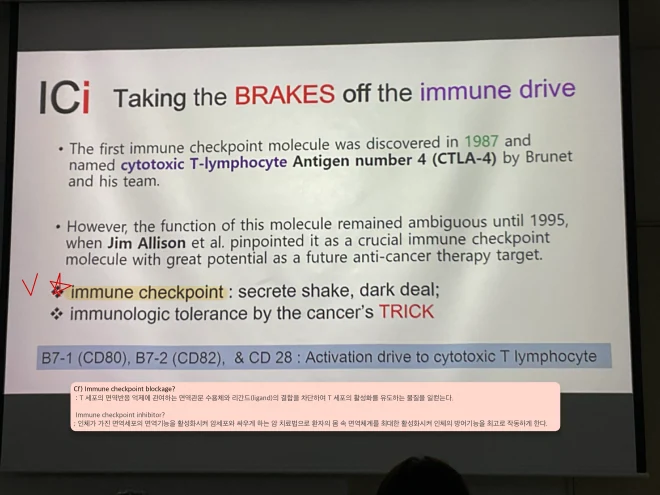 ICi Taking the BRAKES off the immune drive
• The first immune checkpoint molecule was discovered in 1987 and
named cytotoxic T-lymphocyte Antigen number 4 (CTLA-4) by Brunet
and his team.
• However, the function of this molecule remained ambiguous until 1995,
when Jim Allison et al. pinpointed it as a crucial immune checkpoint
molecule with great potential as a future anti-cancer therapy target.
❖ immune checkpoint : secrete shake, dark deal;
❖ immunologic tolerance by the cancer's TRICK
B7-1 (CD80), B7-2 (CD82), & CD 28 : Activation drive to cytotoxic T lymphocyte
Cf) Immune checkpoint blockage?
: T 세포의 면역반응 억제에 관여하는 면역관문 수용체와 리간드(ligand)의 결합을 차단하여 T 세포의 활성화를 유도하는 물질을 일컫는다.
Immune checkpoint inhibitor?
: 인체가 가진 면역세포의 면역기능을 활성화시켜 암세포와 싸우게 하는 암 치료법으로 환자의 몸 속 면역체계를 최대한 활성화시켜 인체의 방어기능을 최고로 작동하게 한다.